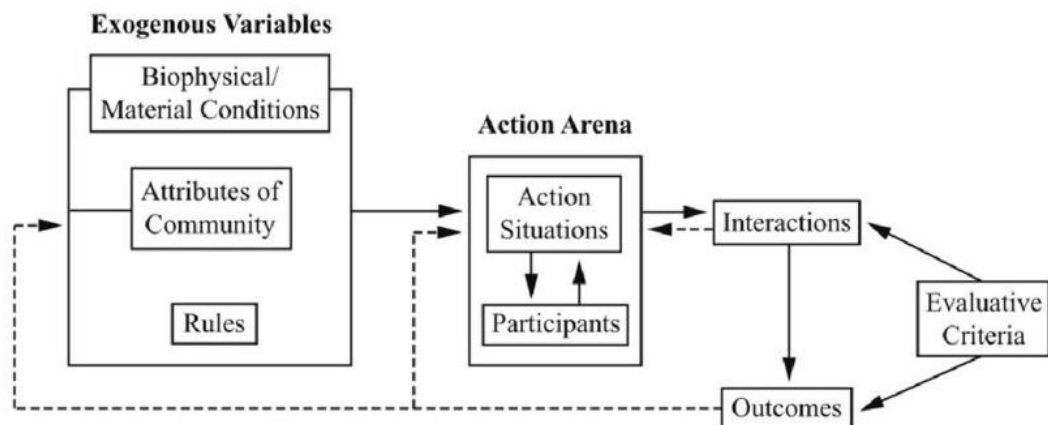 Exogenous Variables
Biophysical/
Material Conditions
Attributes of
Community
Rules
Action Arena
Action
Situations
Participants
Interactions
Outcomes
Evaluative
Criteria